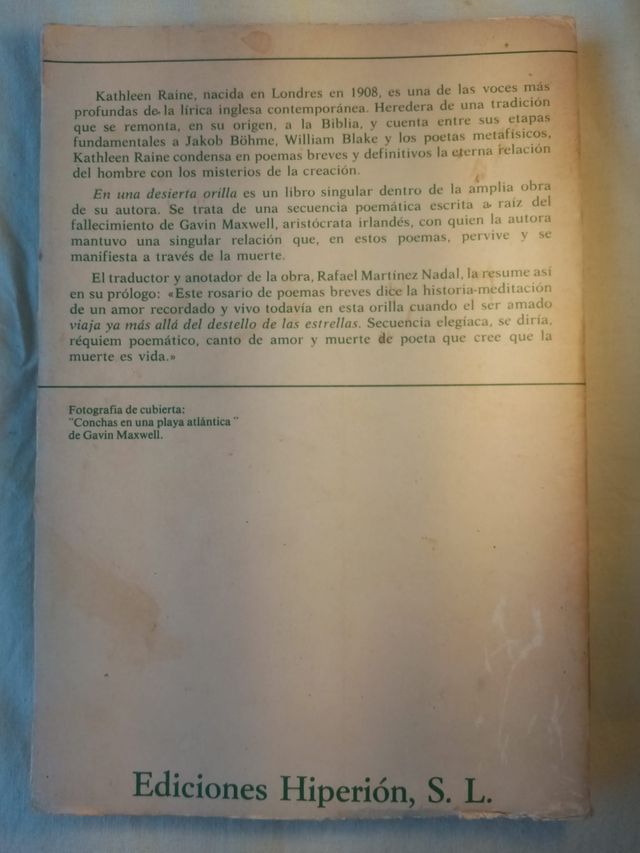 Kathleen Raine, nacida en Londres en 1908, es una de las voces más
profundas de la lírica inglesa contemporánea. Heredera de una tradición
que se remonta, en su origen, a la Biblia, y cuenta entre sus etapas
fundamentales a Jakob Böhme, William Blake y los poetas metafísicos,
Kathleen Raine condensa en poemas breves y definitivos la eterna relación
del hombre con los misterios de la creación.
En una desierta orilla es un libro singular dentro de la amplia obra
de su autora. Se trata de una secuencia poemática escrita a raíz del
fallecimiento de Gavin Maxwell, aristócrata irlandés, con quien la autora
mantuvo una singular relación que, en estos poemas, pervive y se
manifiesta a través de la muerte.
El traductor y anotador de la obra, Rafael Martínez Nadal, la resume así
en su prólogo: «Este rosario de poemas breves dice la historia-meditación
de un amor recordado y vivo todavía en esta orilla cuando el ser amado
viaja ya más allá del destello de las estrellas. Secuencia elegíaca, se diría,
réquiem poemático, canto de amor y muerte de poeta que cree que la
muerte es vida.»
Fotografía de cubierta:
"Conchas en una playa atlántica"
de Gavin Maxwell.
Ediciones Hiperión, S. L.